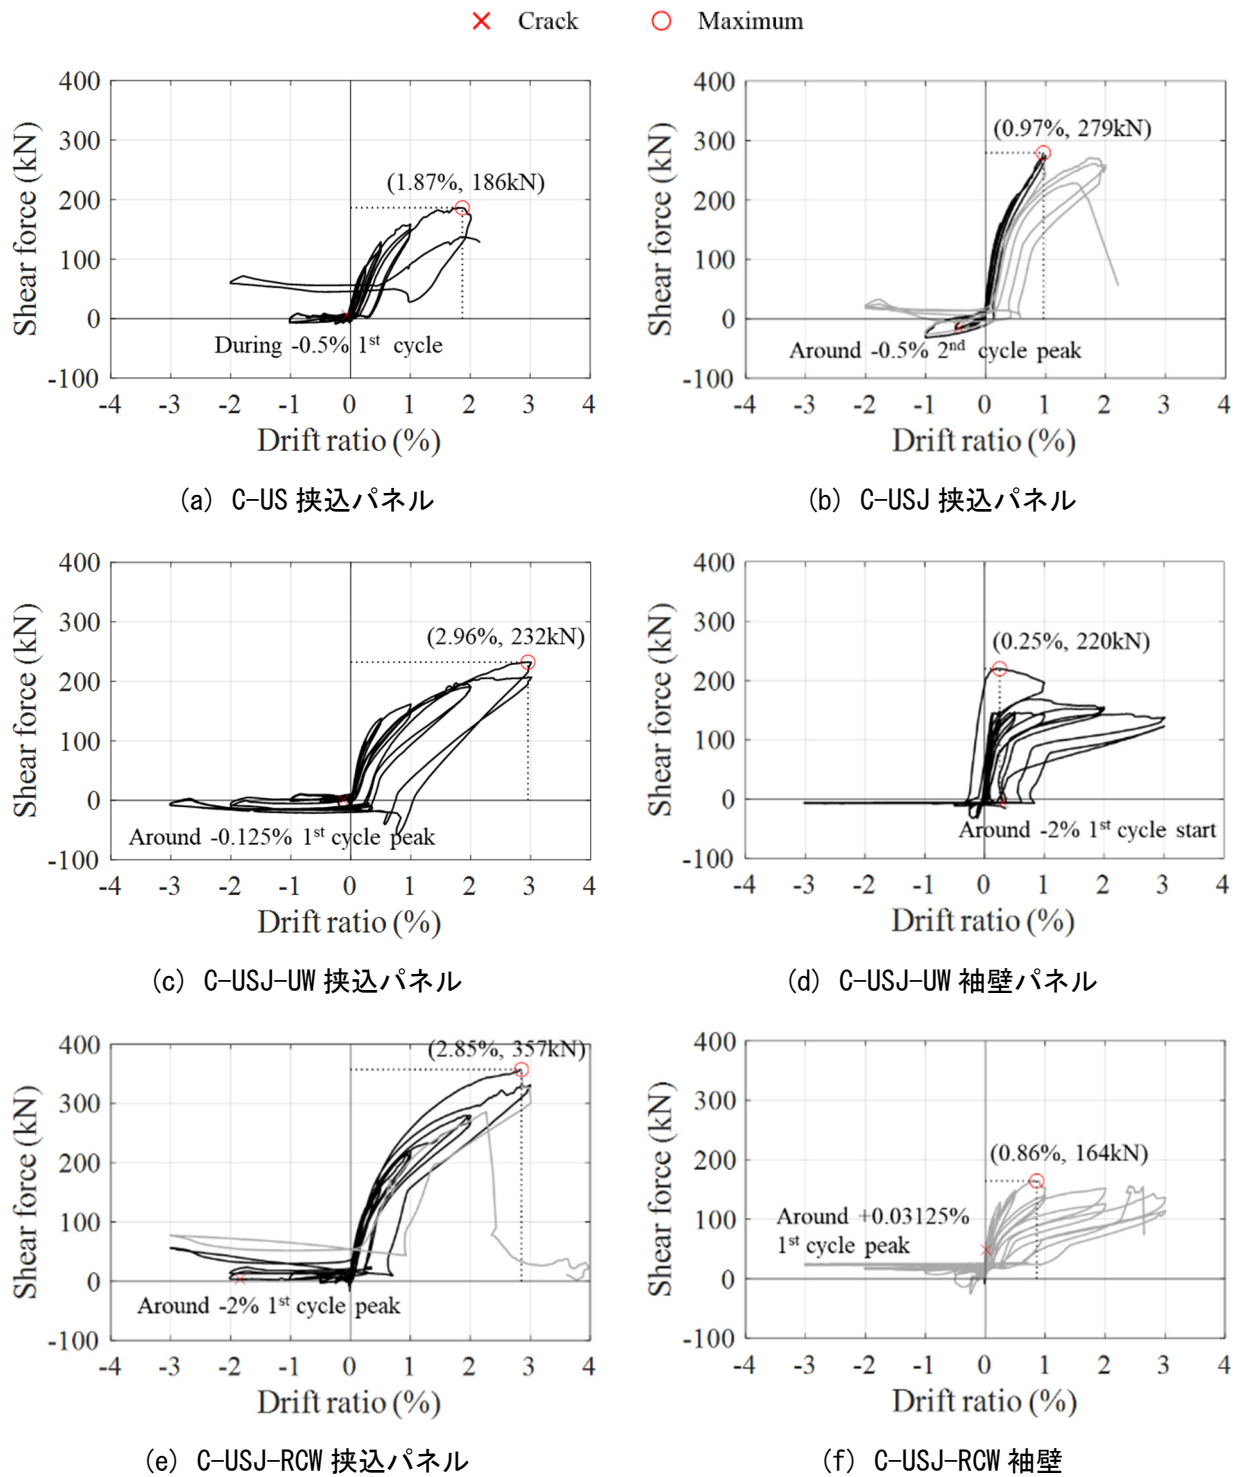 × Crack ○ Maximum
400
300
200
100
0
-100
Shear force (kN)
(1.87%, 186kN)
During -0.5% 1st cycle
-4 -3 -2 -1 0 1 2 3 4
Drift ratio (%)
(a) C-US 挟込パネル
400
300
200
100
0
-100
Shear force (kN)
(0.97%, 279kN)
Around -0.5% 2nd cycle peak
-4 -3 -2 -1 0 1 2 3 4
Drift ratio (%)
(b) C-USJ 挟込パネル
400
300
200
100
0
-100
Shear force (kN)
(2.96%, 232kN)
Around -0.125% 1st cycle peak
-4 -3 -2 -1 0 1 2 3 4
Drift ratio (%)
(c) C-USJ-UW 挟込パネル
400
300
200
100
0
-100
Shear force (kN)
(0.25%, 220kN)
Around -2% 1st cycle start
-4 -3 -2 -1 0 1 2 3 4
Drift ratio (%)
(d) C-USJ-UW 袖壁パネル
400
300
200
100
0
-100
Shear force (kN)
(2.85%, 357kN)
Around -2% 1st cycle peak
-4 -3 -2 -1 0 1 2 3 4
Drift ratio (%)
(e) C-USJ-RCW 挟込パネル
400
300
200
100
0
-100
Shear force (kN)
(0.86%, 164kN)
Around +0.03125%
1st cycle peak
-4 -3 -2 -1 0 1 2 3 4
Drift ratio (%)
(f) C-USJ-RCW 袖壁